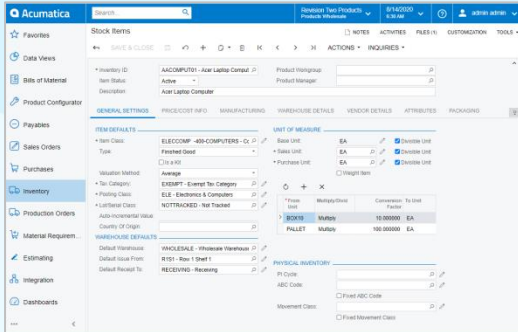 Acumatica
Search...
Revision Two Products
Products Wholesale
8/14/2020
6:36 AM
admin admin
Favorites
Data Views
Bills of Material
Product Configurator
Payables
Sales Orders
Purchases
Inventory
Production Orders
Material Requirem...
Estimating
Integration
Dashboards
Stock Items
NOTES ACTIVITIES FILES(1) CUSTOMIZATION TOOLS
SAVE & CLOSE ACTIONS INQUIRIES
* Inventory ID: AACOMPUT01 - Acer Laptop Comput
Item Status: Active
Description: Acer Laptop Computer
Product Workgroup:
Product Manager:
GENERAL SETTINGS PRICE/COST INFO MANUFACTURING WAREHOUSE DETAILS VENDOR DETAILS ATTRIBUTES PACKAGING
ITEM DEFAULTS
* Item Class: ELECCOMP -400-COMPUTERS - Cc
Type: Finished Good
Is a Kit
Valuation Method: Average
* Tax Category: EXEMPT - Exempt Tax Category
* Posting Class: ELE - Electronics & Computers
* Lot/Serial Class: NOTTRACKED - Not Tracked
Auto-Incremental Value:
Country Of Origin:
WAREHOUSE DEFAULTS
Default Warehouse: WHOLESALE - Wholesale Warehous
Default Issue From: R1S1 - Row 1 Shelf 1
Default Receipt To: RECEIVING - Receiving
UNIT OF MEASURE
* Base Unit: EA Divisible Unit
* Sales Unit: EA Divisible Unit
* Purchase Unit: EA Divisible Unit
Weight Item
* From Unit Multiply/Divide Conversion Factor To Unit
BOX10 Multiply 10.000000 EA
PALLET Multiply 100.000000 EA
PHYSICAL INVENTORY
PI Cycle:
ABC Code:
Fixed ABC Code
Movement Class:
Fixed Movement Class